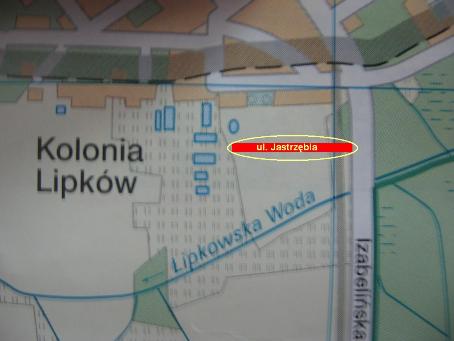 ul. Jastrzębia
Kolonia
Lipków
Lipkowska Woda
Izabelińska